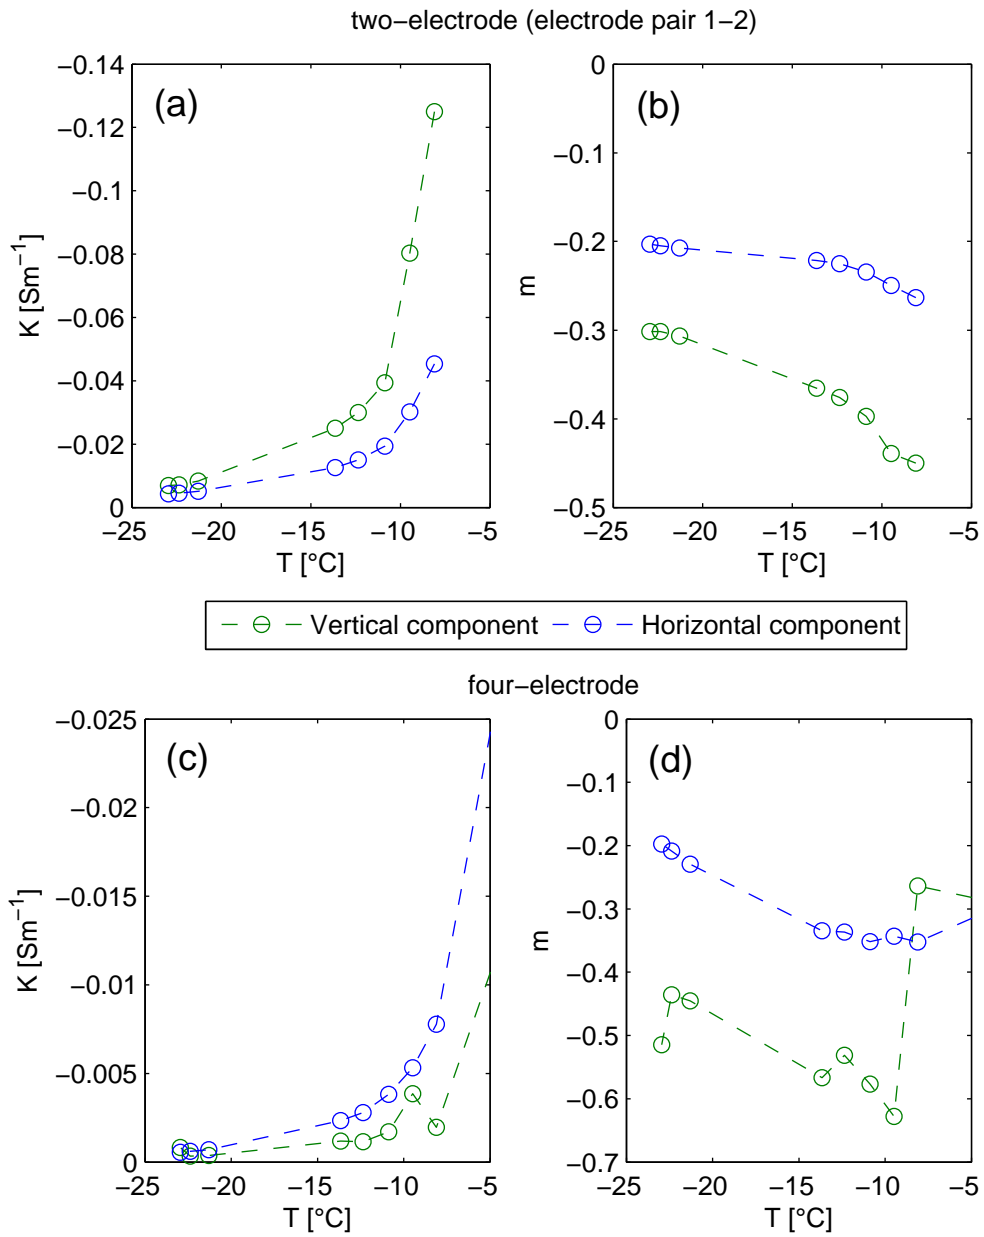 two−electrode (electrode pair 1−2)
(a)
−0.14
−0.12
−0.1
−0.08
−0.06
−0.04
−0.02
0
K [Sm⁻¹]
−25 −20 −15 −10 −5
T [°C]
(b)
0
−0.1
−0.2
−0.3
−0.4
−0.5
m
−25 −20 −15 −10 −5
T [°C]
Vertical component Horizontal component
four−electrode
(c)
−0.025
−0.02
−0.015
−0.01
−0.005
0
K [Sm⁻¹]
−25 −20 −15 −10 −5
T [°C]
(d)
0
−0.1
−0.2
−0.3
−0.4
−0.5
−0.6
−0.7
m
−25 −20 −15 −10 −5
T [°C]